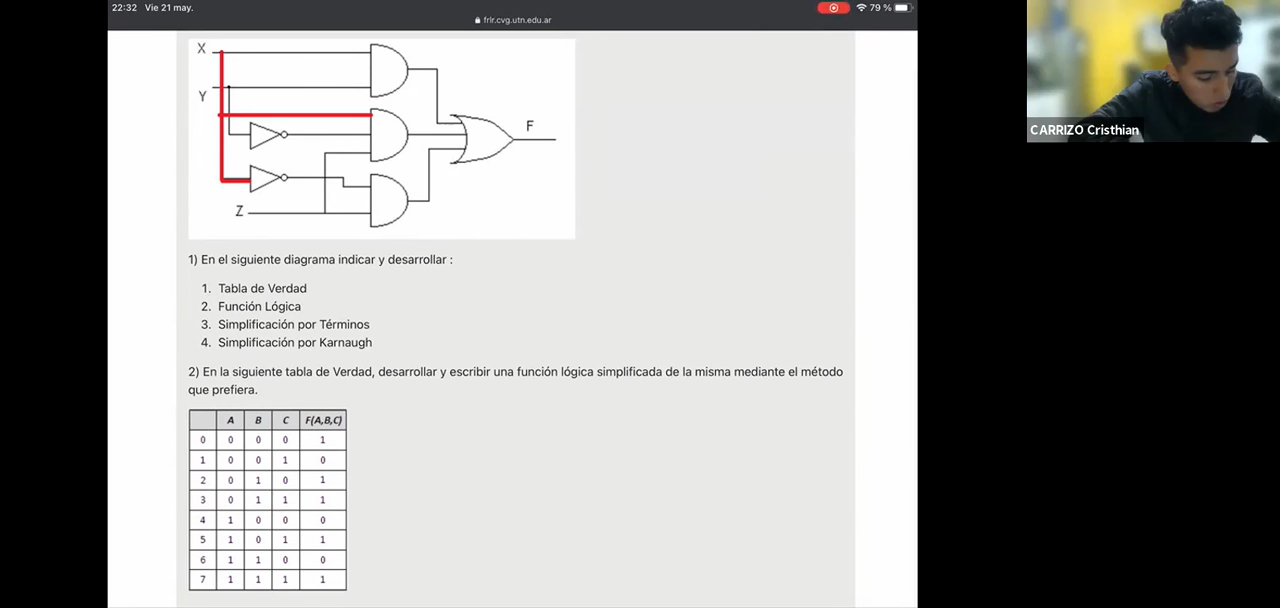 22:32 Vie 21 may.
79 %
frlr.cvg.utn.edu.ar
X
Y
F
Z
CARRIZO Cristhian
1) En el siguiente diagrama indicar y desarrollar :
1. Tabla de Verdad
2. Función Lógica
3. Simplificación por Términos
4. Simplificación por Karnaugh
2) En la siguiente tabla de Verdad, desarrollar y escribir una función lógica simplificada de la misma mediante el método
que prefiera.
A B C F(A,B,C)
0 0 0 0 1
1 0 0 1 0
2 0 1 0 1
3 0 1 1 1
4 1 0 0 0
5 1 0 1 1
6 1 1 0 0
7 1 1 1 1